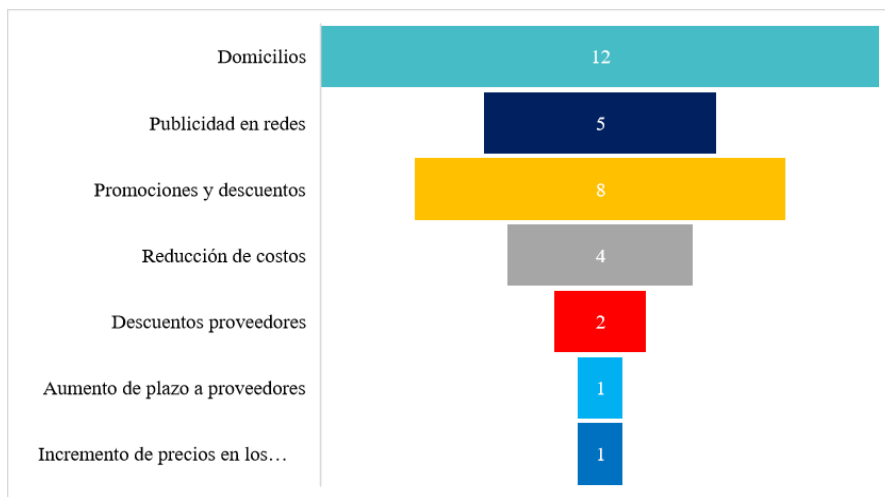 Domicilios 12
Publicidad en redes 5
Promociones y descuentos 8
Reducción de costos 4
Descuentos proveedores 2
Aumento de plazo a proveedores 1
Incremento de precios en los… 1